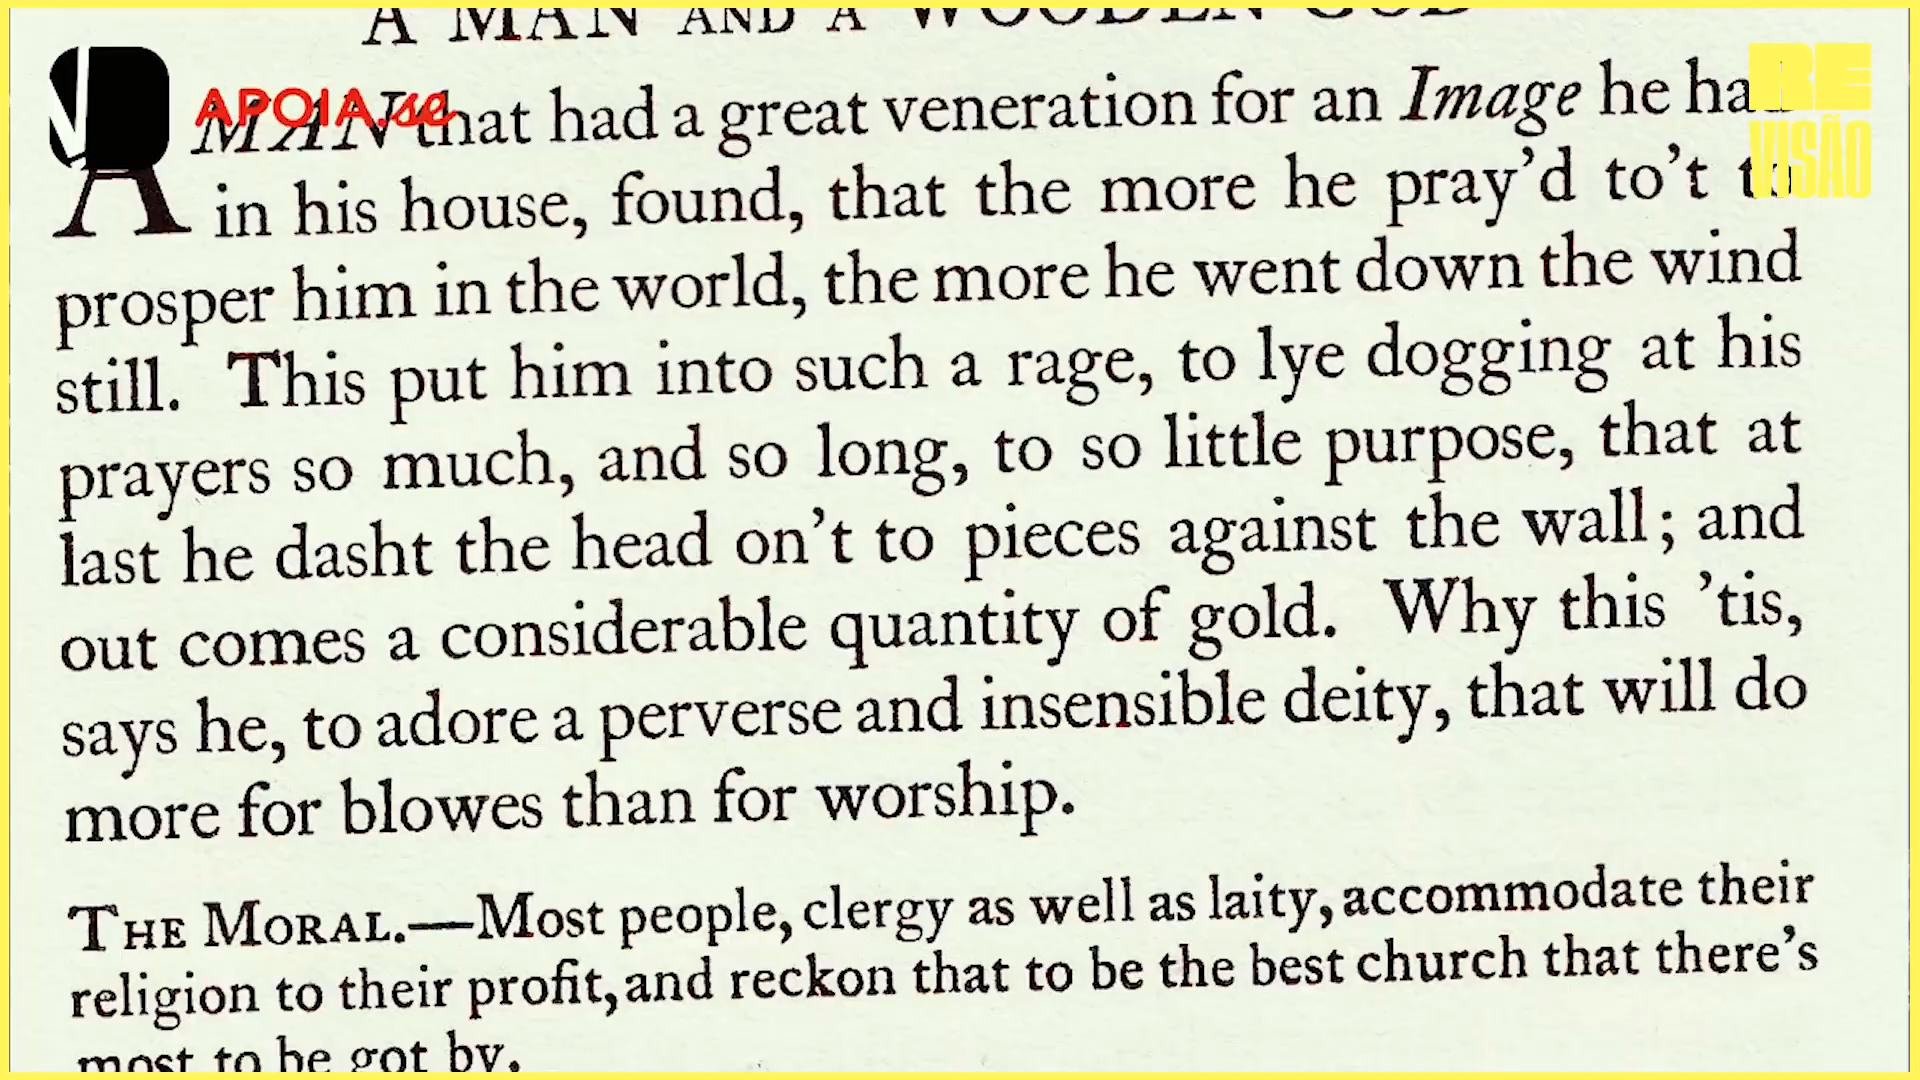 A MAN AND A WOODEN GOD
APOIA.se
RE
VISÃO
A MAN that had a great veneration for an Image he had
in his house, found, that the more he pray'd to't to
prosper him in the world, the more he went down the wind
still. This put him into such a rage, to lye dogging at his
prayers so much, and so long, to so little purpose, that at
last he dasht the head on't to pieces against the wall; and
out comes a considerable quantity of gold. Why this 'tis,
says he, to adore a perverse and insensible deity, that will do
more for blowes than for worship.
THE MORAL.—Most people, clergy as well as laity, accommodate their
religion to their profit, and reckon that to be the best church that there's
most to be got by.